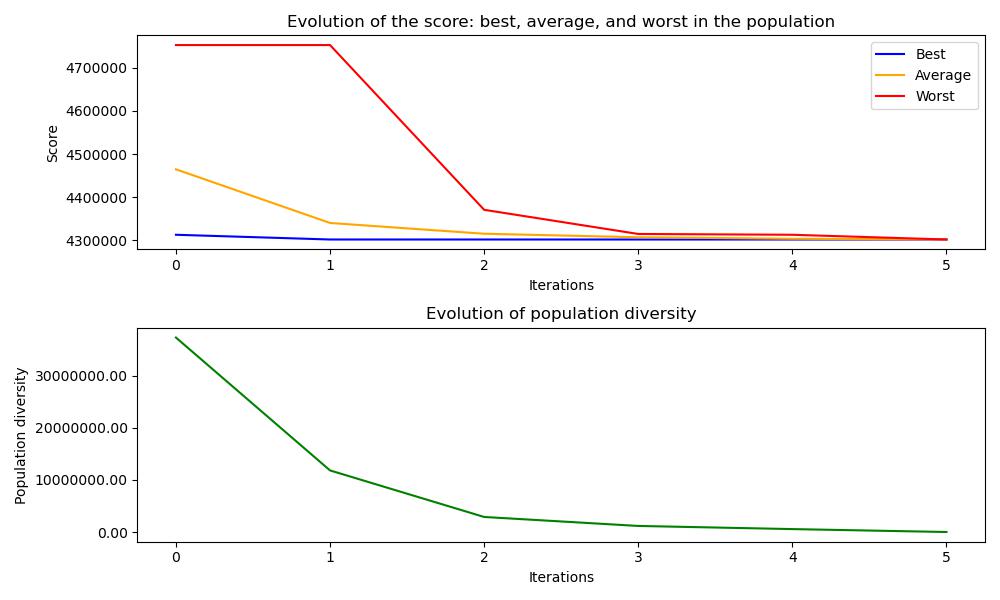 Evolution of the score: best, average, and worst in the population
4700000
4600000
4500000
4400000
4300000
Score
Best
Average
Worst
0 1 2 3 4 5
Iterations
Evolution of population diversity
30000000.00
20000000.00
10000000.00
0.00
Population diversity
0 1 2 3 4 5
Iterations